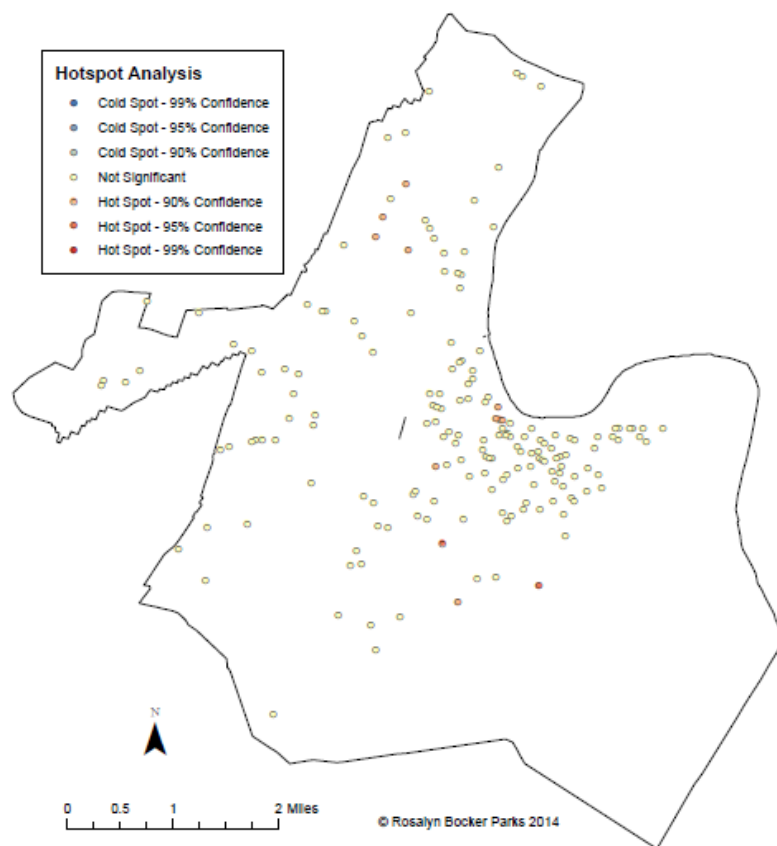 Hotspot Analysis
Cold Spot - 99% Confidence
Cold Spot - 95% Confidence
Cold Spot - 90% Confidence
Not Significant
Hot Spot - 90% Confidence
Hot Spot - 95% Confidence
Hot Spot - 99% Confidence
N
0 0.5 1 2 Miles
© Rosalyn Bocker Parks 2014